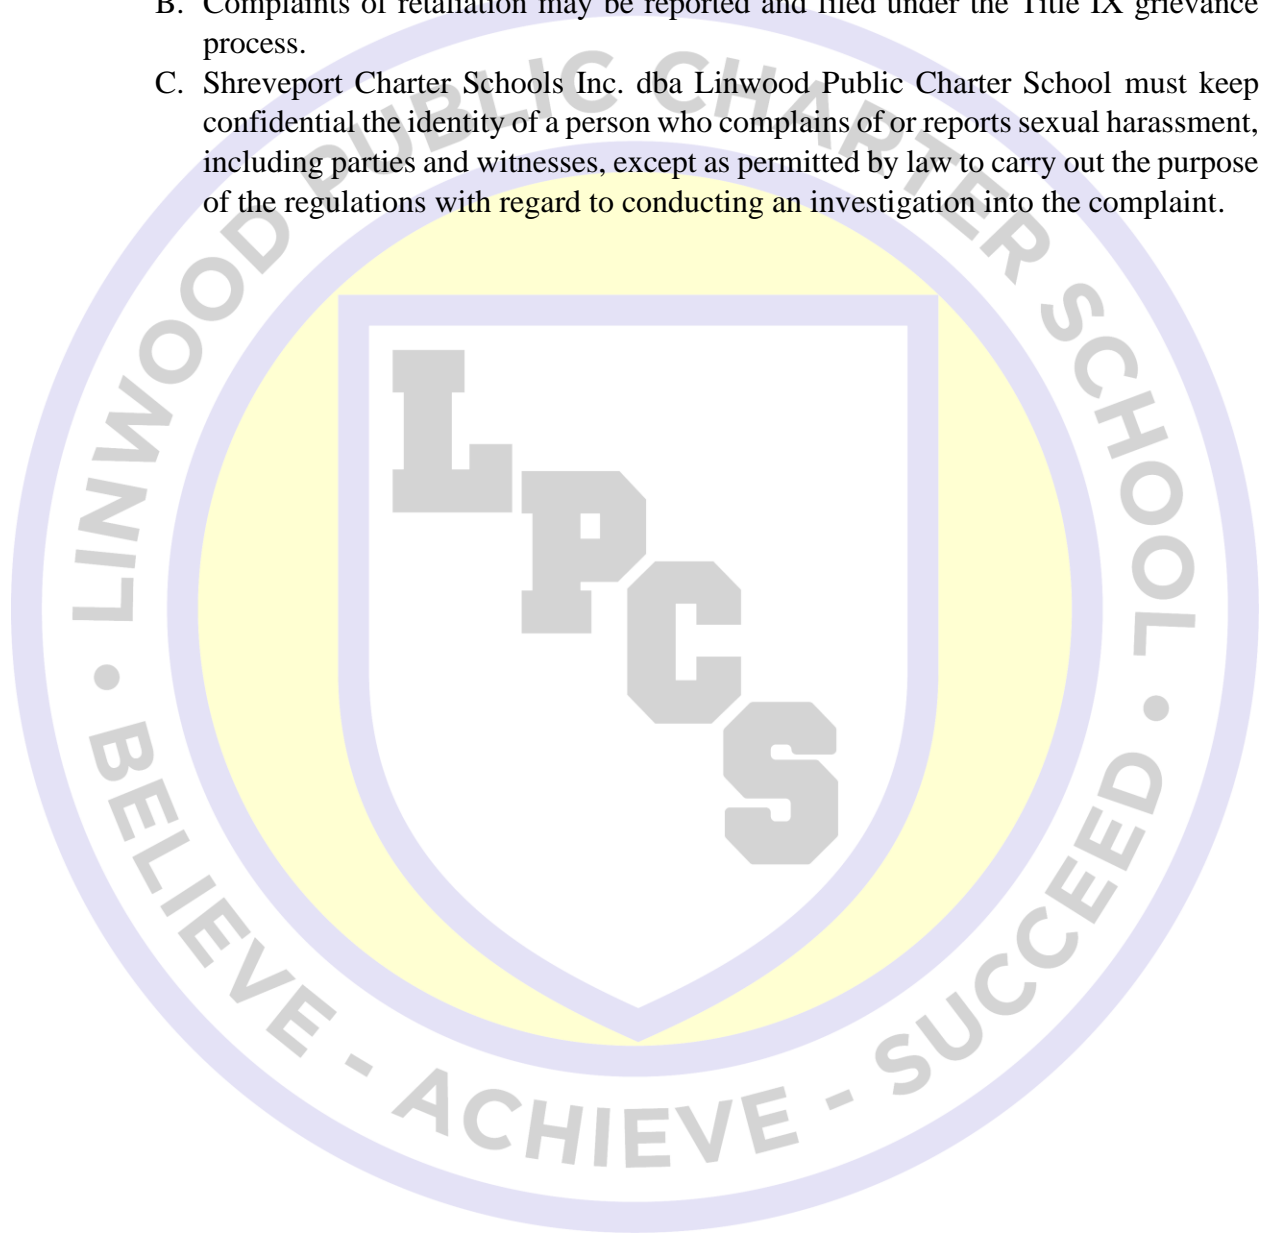 B. Complaints of retaliation may be reported and filed under the Title IX grievance
process.
C. Shreveport Charter Schools Inc. dba Linwood Public Charter School must keep
confidential the identity of a person who complains of or reports sexual harassment,
including parties and witnesses, except as permitted by law to carry out the purpose
of the regulations with regard to conducting an investigation into the complaint.
• LINWOOD PUBLIC CHARTER SCHOOL •
LPCS
BELIEVE - ACHIEVE - SUCCEED